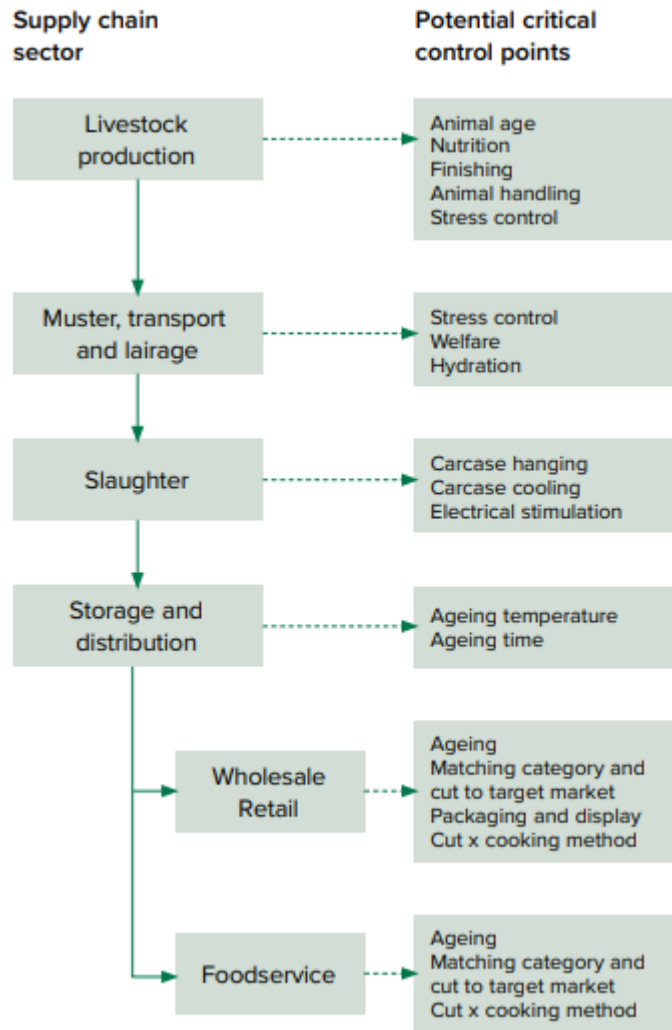 Supply chain
sector
Potential critical
control points
Livestock
production
Animal age
Nutrition
Finishing
Animal handling
Stress control
Muster, transport
and lairage
Stress control
Welfare
Hydration
Slaughter
Carcase hanging
Carcase cooling
Electrical stimulation
Storage and
distribution
Ageing temperature
Ageing time
Wholesale
Retail
Ageing
Matching category and
cut to target market
Packaging and display
Cut x cooking method
Foodservice
Ageing
Matching category and
cut to target market
Cut x cooking method